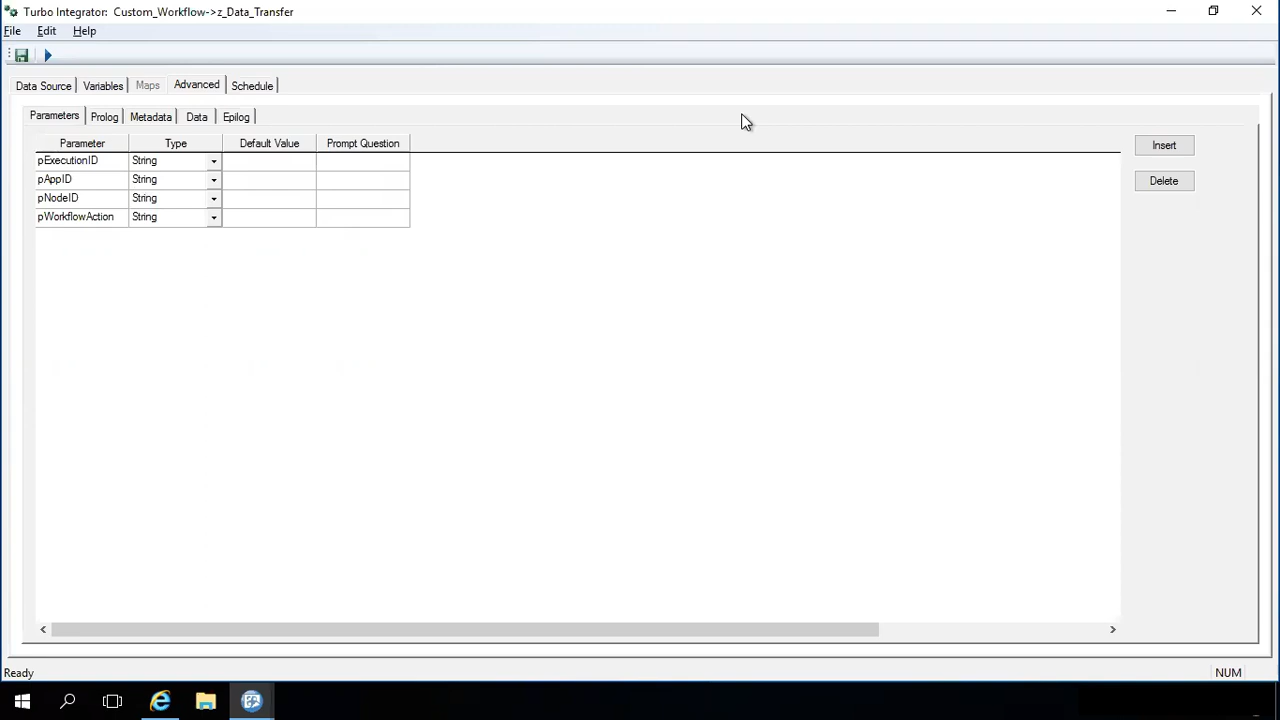 Turbo Integrator: Custom_Workflow->z_Data_Transfer
File Edit Help
Data Source Variables Maps Advanced Schedule
Parameters Prolog Metadata Data Epilog
Parameter Type Default Value Prompt Question
pExecutionID String
pAppID String
pNodeID String
pWorkflowAction String
Insert
Delete
Ready NUM